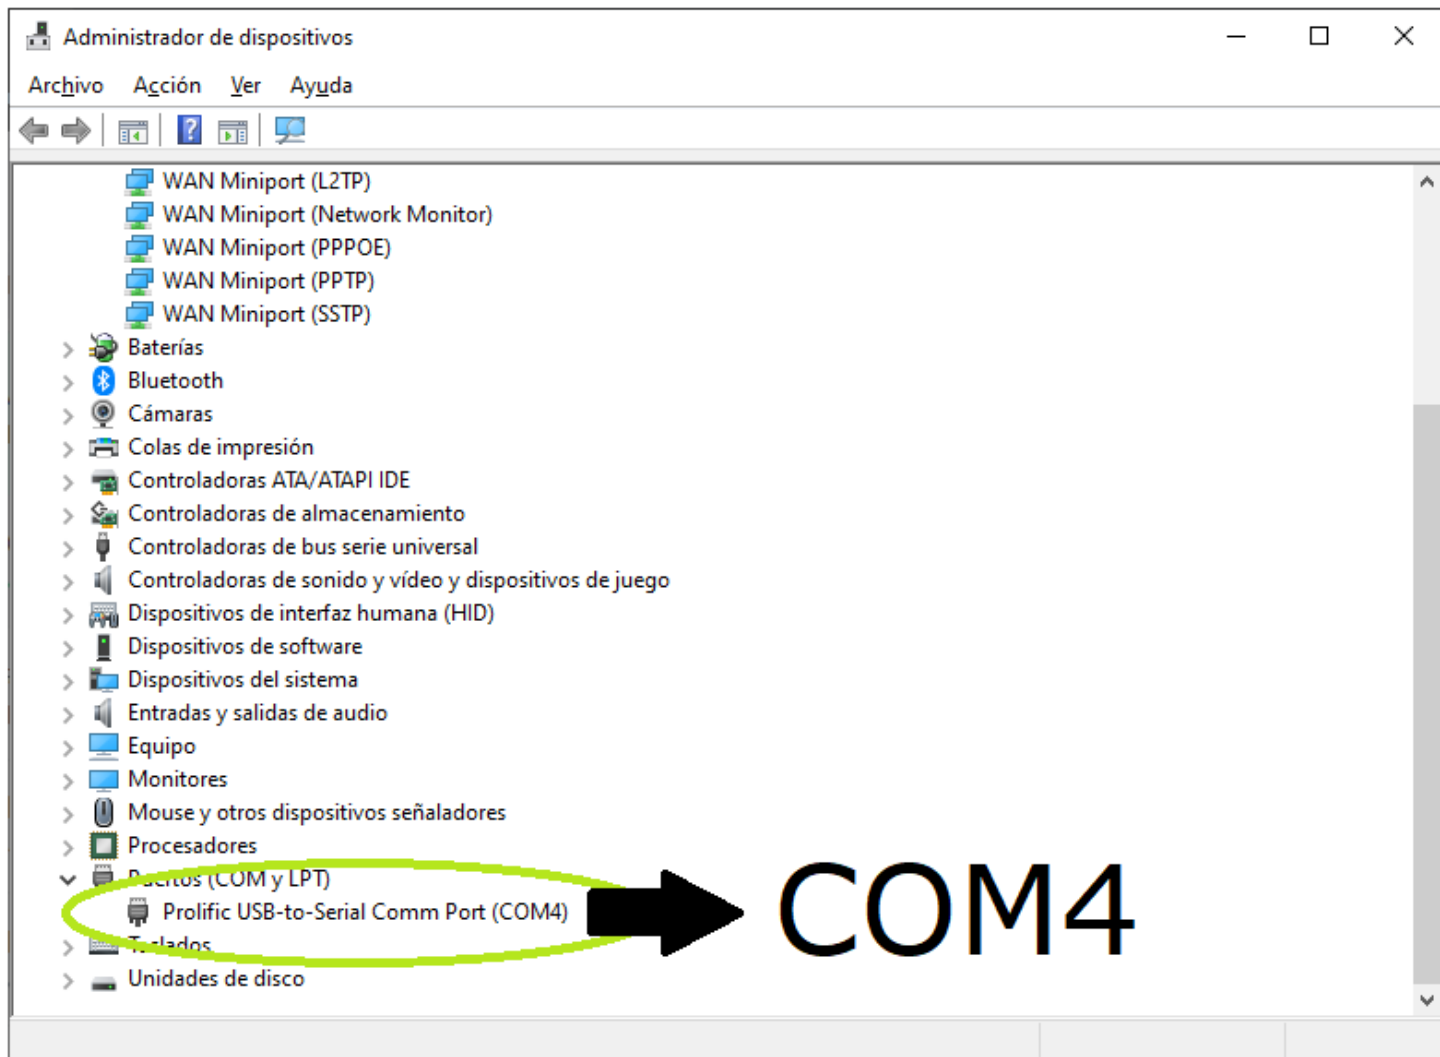 Administrador de dispositivos
Archivo Acción Ver Ayuda
WAN Miniport (L2TP)
WAN Miniport (Network Monitor)
WAN Miniport (PPPOE)
WAN Miniport (PPTP)
WAN Miniport (SSTP)
Baterías
Bluetooth
Cámaras
Colas de impresión
Controladoras ATA/ATAPI IDE
Controladoras de almacenamiento
Controladoras de bus serie universal
Controladoras de sonido y vídeo y dispositivos de juego
Dispositivos de interfaz humana (HID)
Dispositivos de software
Dispositivos del sistema
Entradas y salidas de audio
Equipo
Monitores
Mouse y otros dispositivos señaladores
Procesadores
Puertos (COM y LPT)
Prolific USB-to-Serial Comm Port (COM4)
COM4
Teclados
Unidades de disco